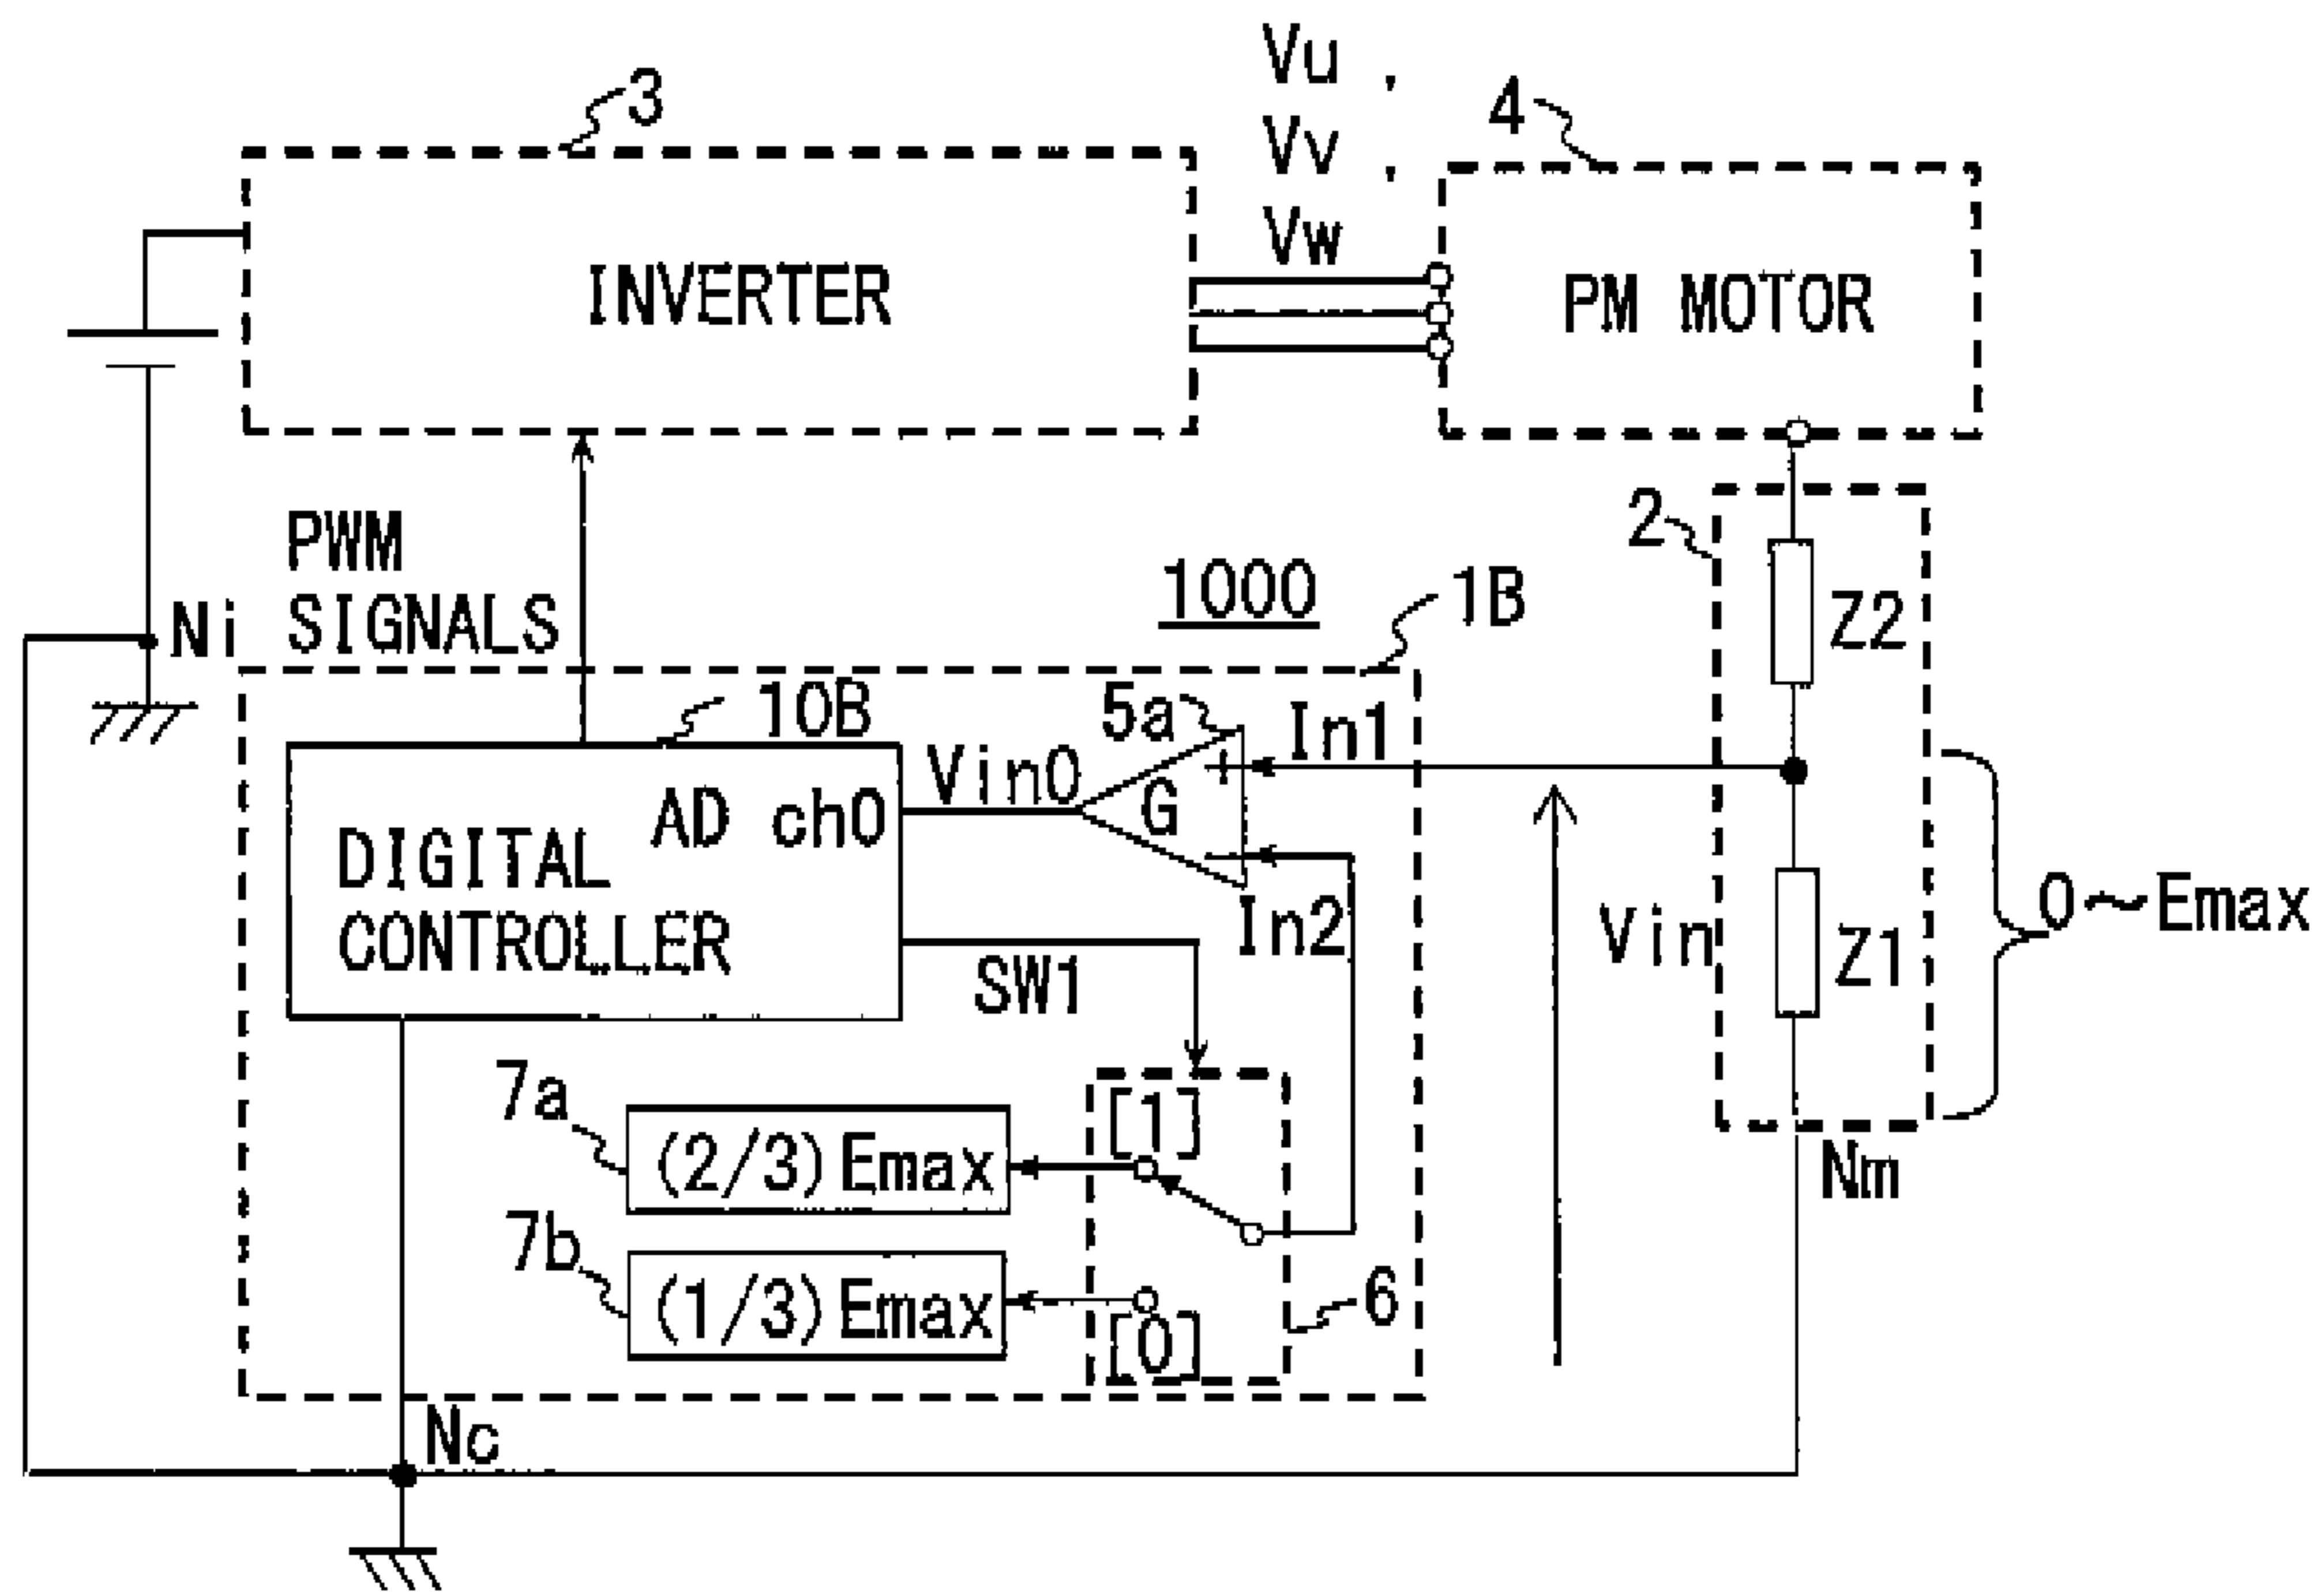 Vu,
Vv,
Vw
3
4
INVERTER
PM MOTOR
PWM
SIGNALS
Ni
1000
1B
2
Z2
10B
5a
In1
Vin0
AD ch0
G
+
DIGITAL
CONTROLLER
−
In2
Vin
Z1
0~Emax
SW1
7a
[1]
(2/3)Emax
Nm
7b
(1/3)Emax
6
[0]
Nc